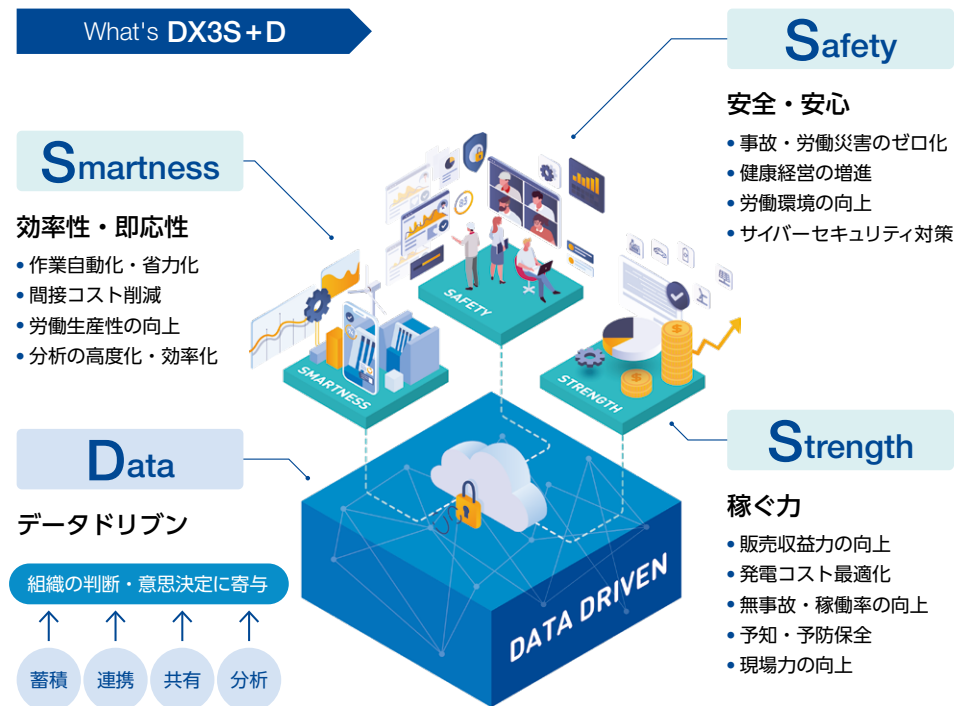 What's DX3S+D
Safety
安全・安心
• 事故・労働災害のゼロ化
• 健康経営の増進
• 労働環境の向上
• サイバーセキュリティ対策
Smartness
効率性・即応性
• 作業自動化・省力化
• 間接コスト削減
• 労働生産性の向上
• 分析の高度化・効率化
SAFETY
SMARTNESS
STRENGTH
Strength
稼ぐ力
• 販売収益力の向上
• 発電コスト最適化
• 無事故・稼働率の向上
• 予知・予防保全
• 現場力の向上
Data
データドリブン
組織の判断・意思決定に寄与
蓄積 連携 共有 分析
DATA DRIVEN